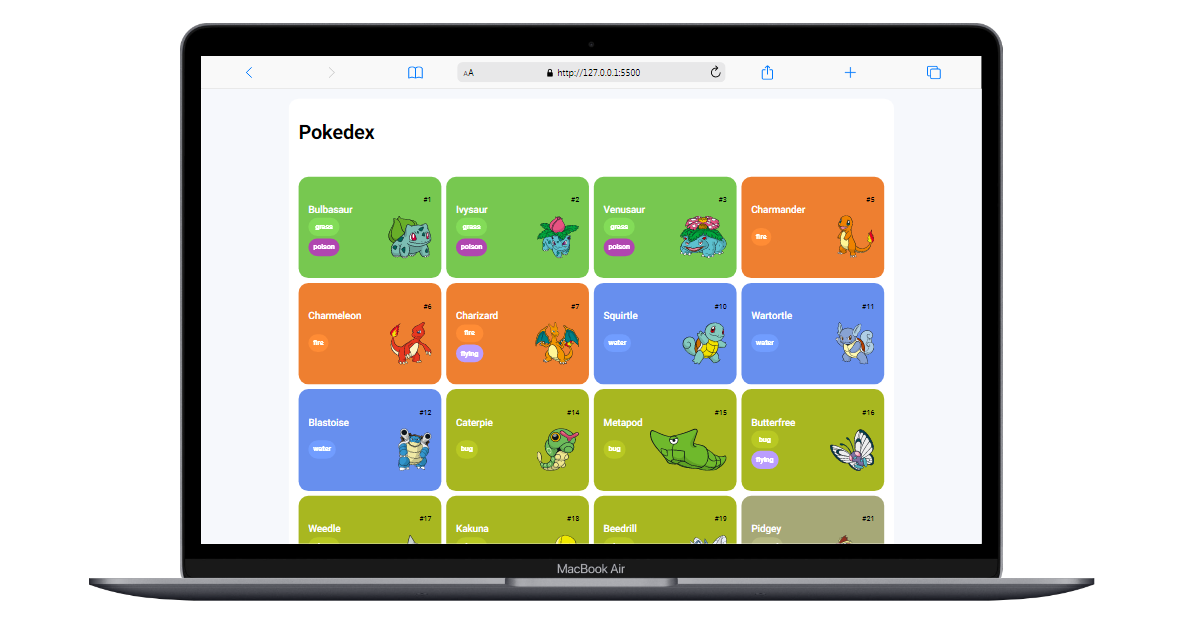 AA http://127.0.0.1:5500
Pokedex
#1
Bulbasaur
grass
poison
#2
Ivysaur
grass
poison
#3
Venusaur
grass
poison
#5
Charmander
fire
#6
Charmeleon
fire
#7
Charizard
fire
flying
#10
Squirtle
water
#11
Wartortle
water
#12
Blastoise
water
#14
Caterpie
bug
#15
Metapod
bug
#16
Butterfree
bug
flying
#17
Weedle
#18
Kakuna
#19
Beedrill
#21
Pidgey
MacBook Air